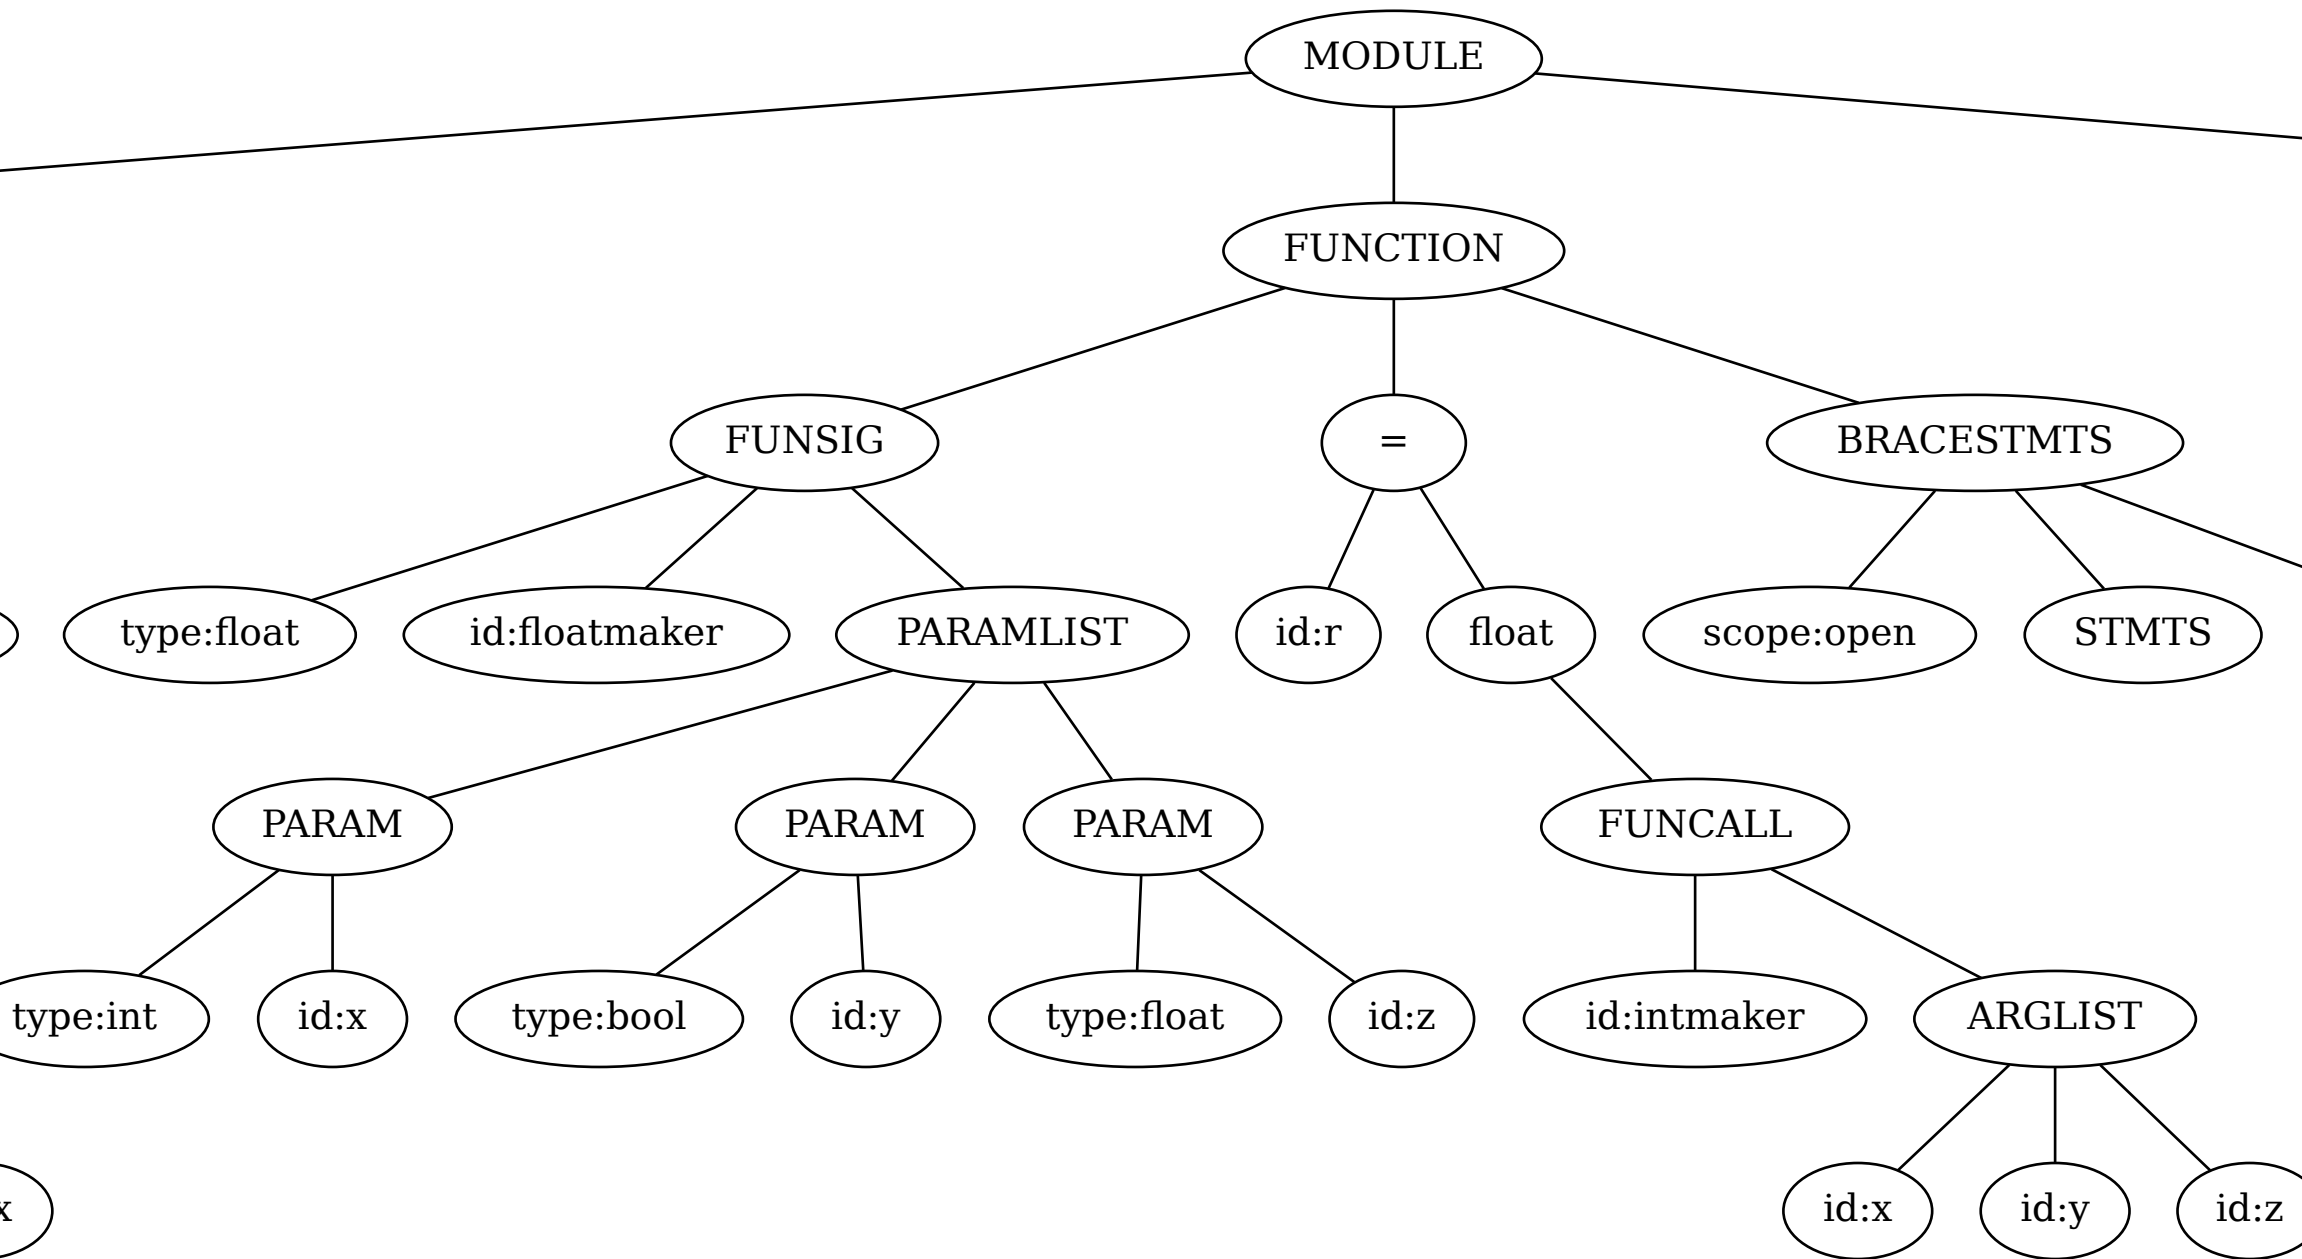 MODULE
FUNCTION
FUNSIG = BRACESTMTS
type:float id:floatmaker PARAMLIST id:r float scope:open STMTS
PARAM PARAM PARAM FUNCALL
type:int id:x type:bool id:y type:float id:z id:intmaker ARGLIST
x id:x id:y id:z